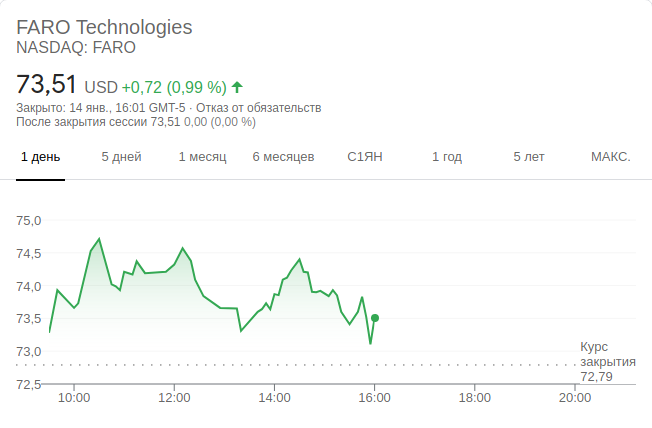 FARO Technologies
NASDAQ: FARO
73,51 USD +0,72 (0,99 %)
Закрыто: 14 янв., 16:01 GMT-5 · Отказ от обязательств
После закрытия сессии 73,51 0,00 (0,00 %)
1 день 5 дней 1 месяц 6 месяцев С1ЯН 1 год 5 лет МАКС.
75,0
74,5
74,0
73,5
73,0
Курс
закрытия
72,79
72,5
10:00 12:00 14:00 16:00 18:00 20:00